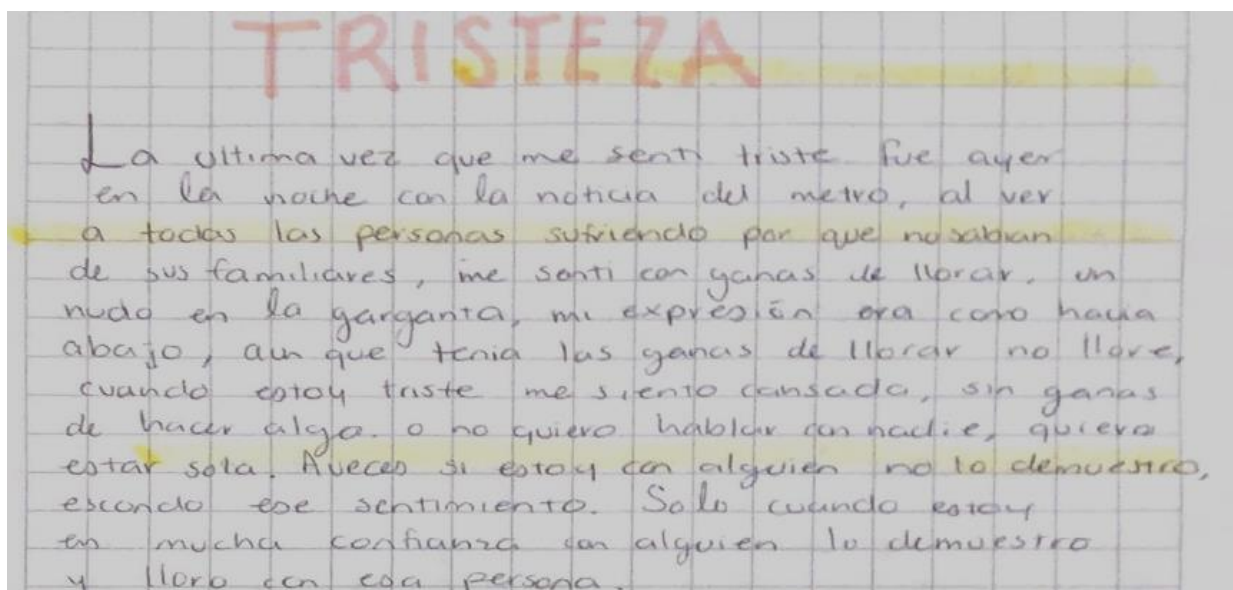 TRISTEZA
La ultima vez que me senti triste fue ayer
en la noche con la noticia del metro, al ver
a todas las personas sufriendo por que no sabian
de sus familiares, me senti con ganas de llorar, un
nudo en la garganta, mi expresión era como hacia
abajo, aun que tenia las ganas de llorar no llore,
cuando estoy triste me siento cansada, sin ganas
de hacer algo. o no quiero hablar con nadie, quiero
estar sola. Aveces si estoy con alguien no lo demuestro,
escondo ese sentimiento. Solo cuando estoy
en mucha confianza con alguien lo demuestro
y lloro con esa persona.